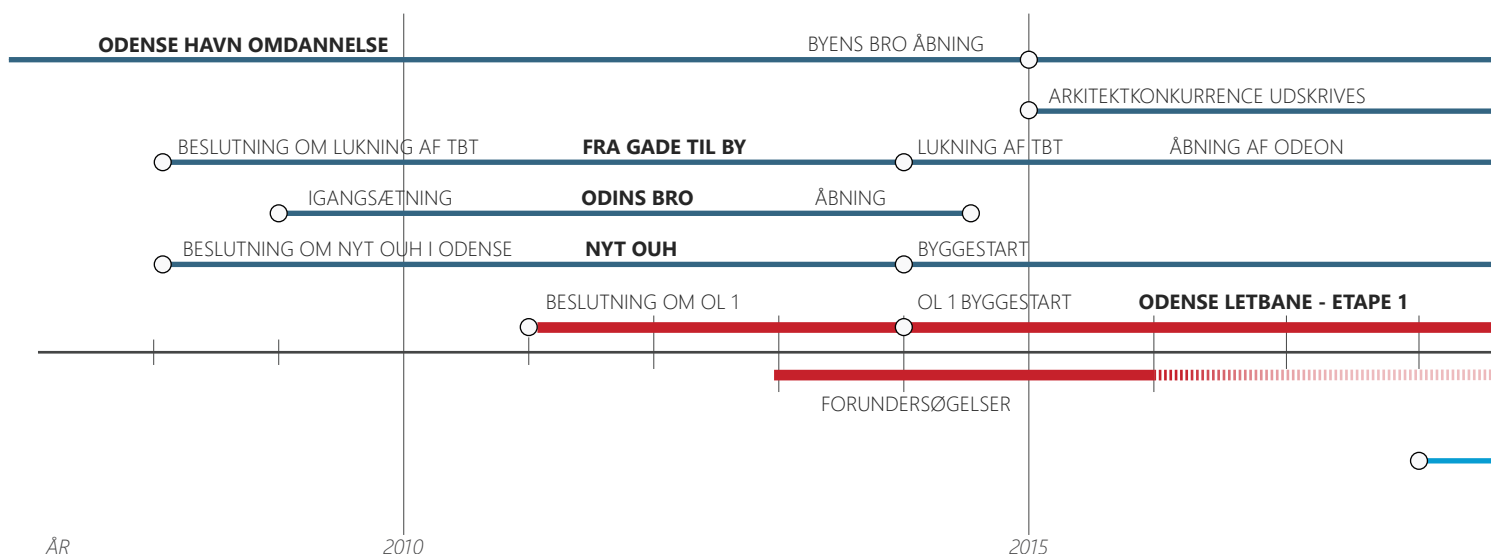 ODENSE HAVN OMDANNELSE BYENS BRO ÅBNING
ARKITEKTKONKURRENCE UDSKRIVES
BESLUTNING OM LUKNING AF TBT FRA GADE TIL BY LUKNING AF TBT ÅBNING AF ODEON
IGANGSÆTNING ODINS BRO ÅBNING
BESLUTNING OM NYT OUH I ODENSE NYT OUH BYGGESTART
BESLUTNING OM OL 1 OL 1 BYGGESTART ODENSE LETBANE - ETAPE 1
FORUNDERSØGELSER
ÅR 2010 2015